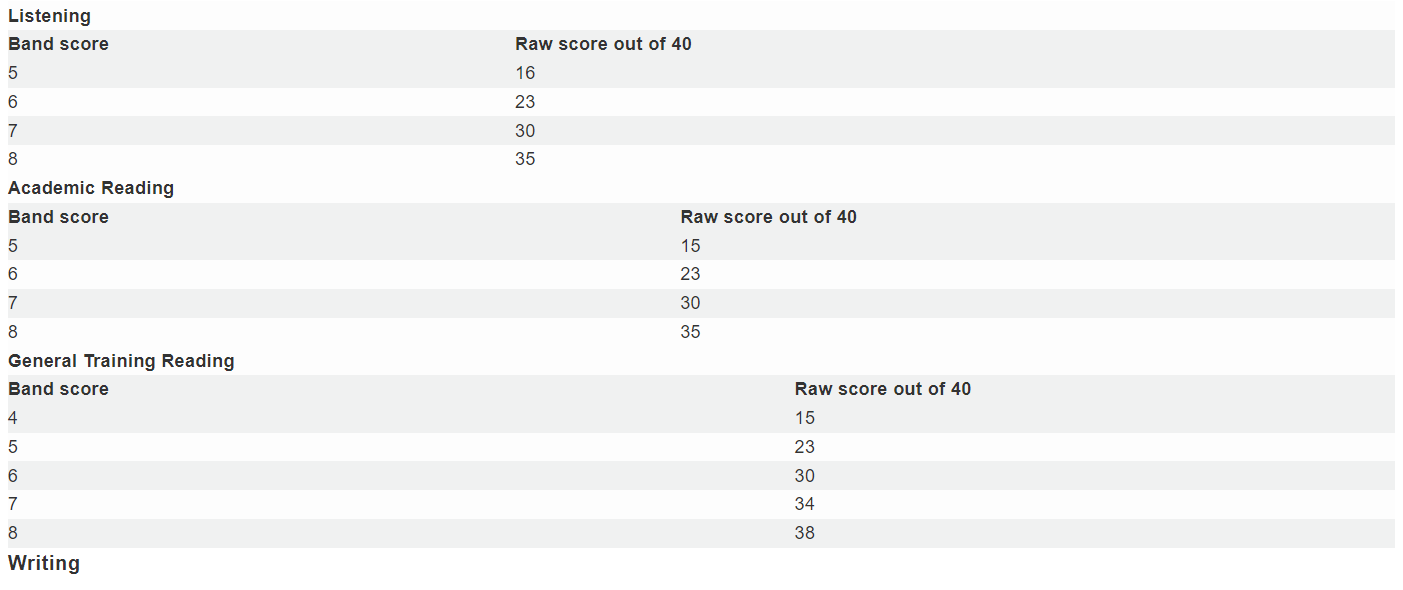 Listening
Band score Raw score out of 40
5 16
6 23
7 30
8 35
Academic Reading
Band score Raw score out of 40
5 15
6 23
7 30
8 35
General Training Reading
Band score Raw score out of 40
4 15
5 23
6 30
7 34
8 38
Writing